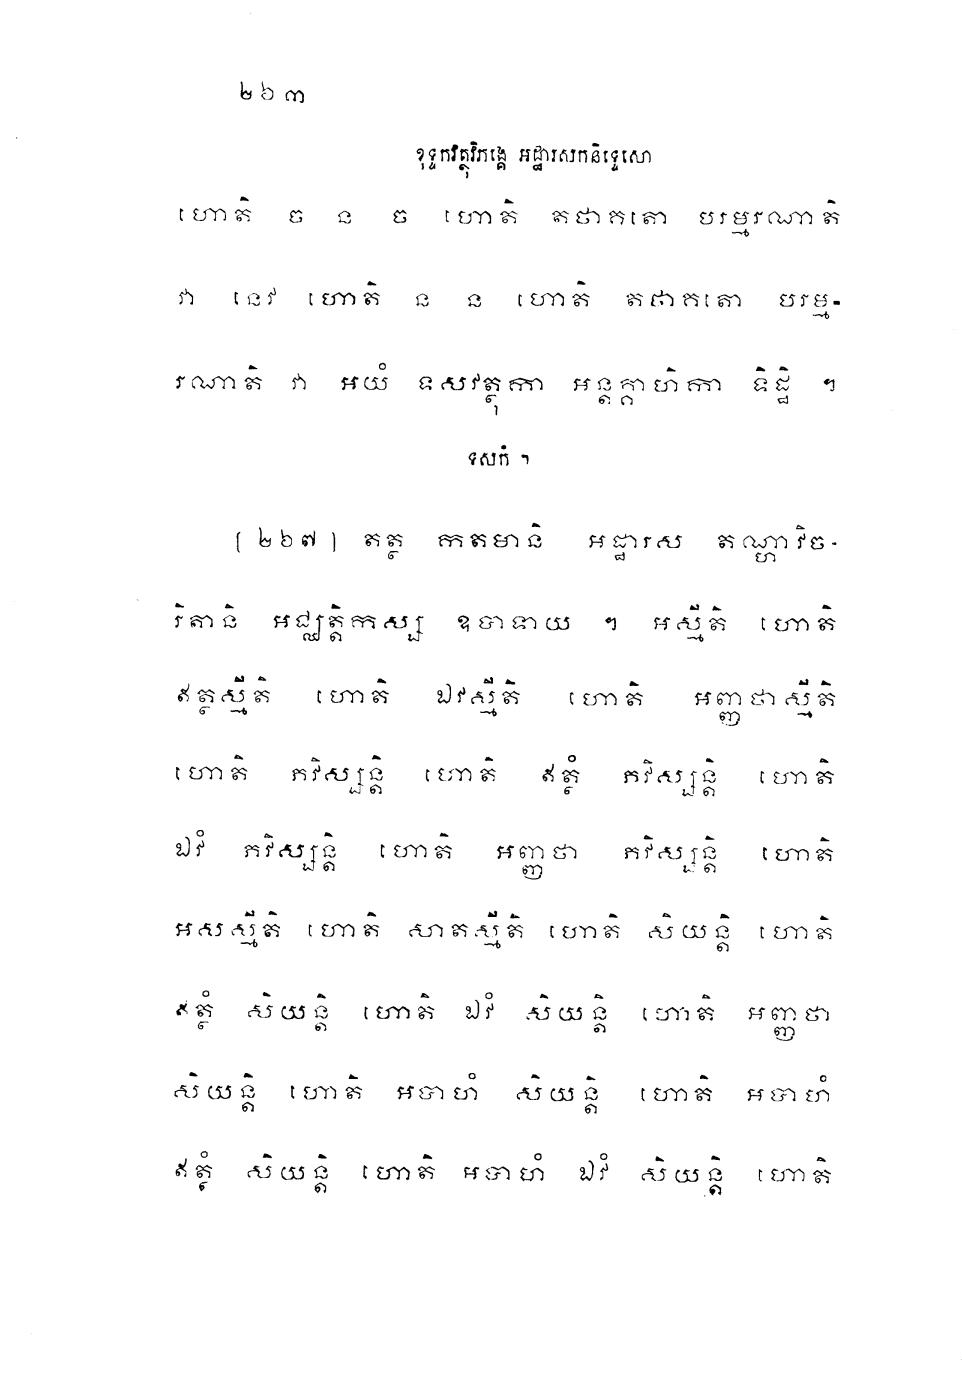 ២៦៣
ខុទ្ទកវត្ថុវិភង្គេ អដ្ឋារសកនិទ្ទេសោ
ហោតិ ច ន ច ហោតិ តថាគតោ បរម្មរណាតិ
វា នេវ ហោតិ ន ន ហោតិ តថាគតោ បរម្ម-
រណាតិ វា អយំ ទសវត្ថុកា អន្តគ្គាហិកា ទិដ្ឋិ ។
ទសកំ ។
[២៦៧] តត្ថ កតមានិ អដ្ឋារស តណ្ហាវិច-
រិតានិ អជ្ឈត្តិកស្ស ឧបាទាយ ។ អស្មីតិ ហោតិ
ឥត្ថស្មីតិ ហោតិ ឯវស្មីតិ ហោតិ អញ្ញថាស្មីតិ
ហោតិ ភវិស្សន្តិ ហោតិ ឥត្ថំ ភវិស្សន្តិ ហោតិ
ឯវំ ភវិស្សន្តិ ហោតិ អញ្ញថា ភវិស្សន្តិ ហោតិ
អសស្មីតិ ហោតិ សាតស្មីតិ ហោតិ សិយន្តិ ហោតិ
ឥត្ថំ សិយន្តិ ហោតិ ឯវំ សិយន្តិ ហោតិ អញ្ញថា
សិយន្តិ ហោតិ អបាហំ សិយន្តិ ហោតិ អបាហំ
ឥត្ថំ សិយន្តិ ហោតិ អបាហំ ឯវំ សិយន្តិ ហោតិ